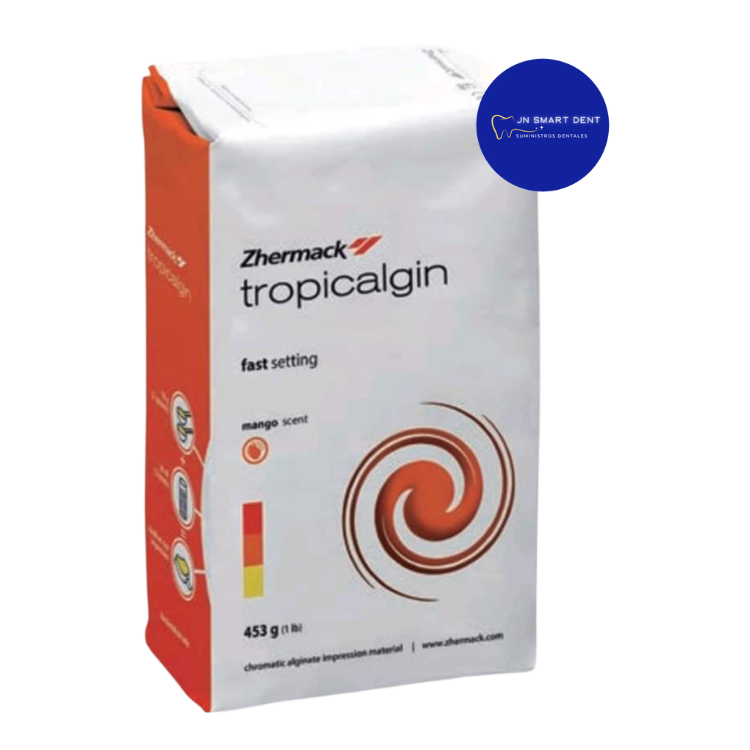 Zhermack
JN SMART DENT
SUMINISTROS DENTALES
Zhermack
tropicalgin
Zhermack
tropicalgin
fast setting
mango scent
453 g (1 lb)
chromatic alginate impression material | www.zhermack.com